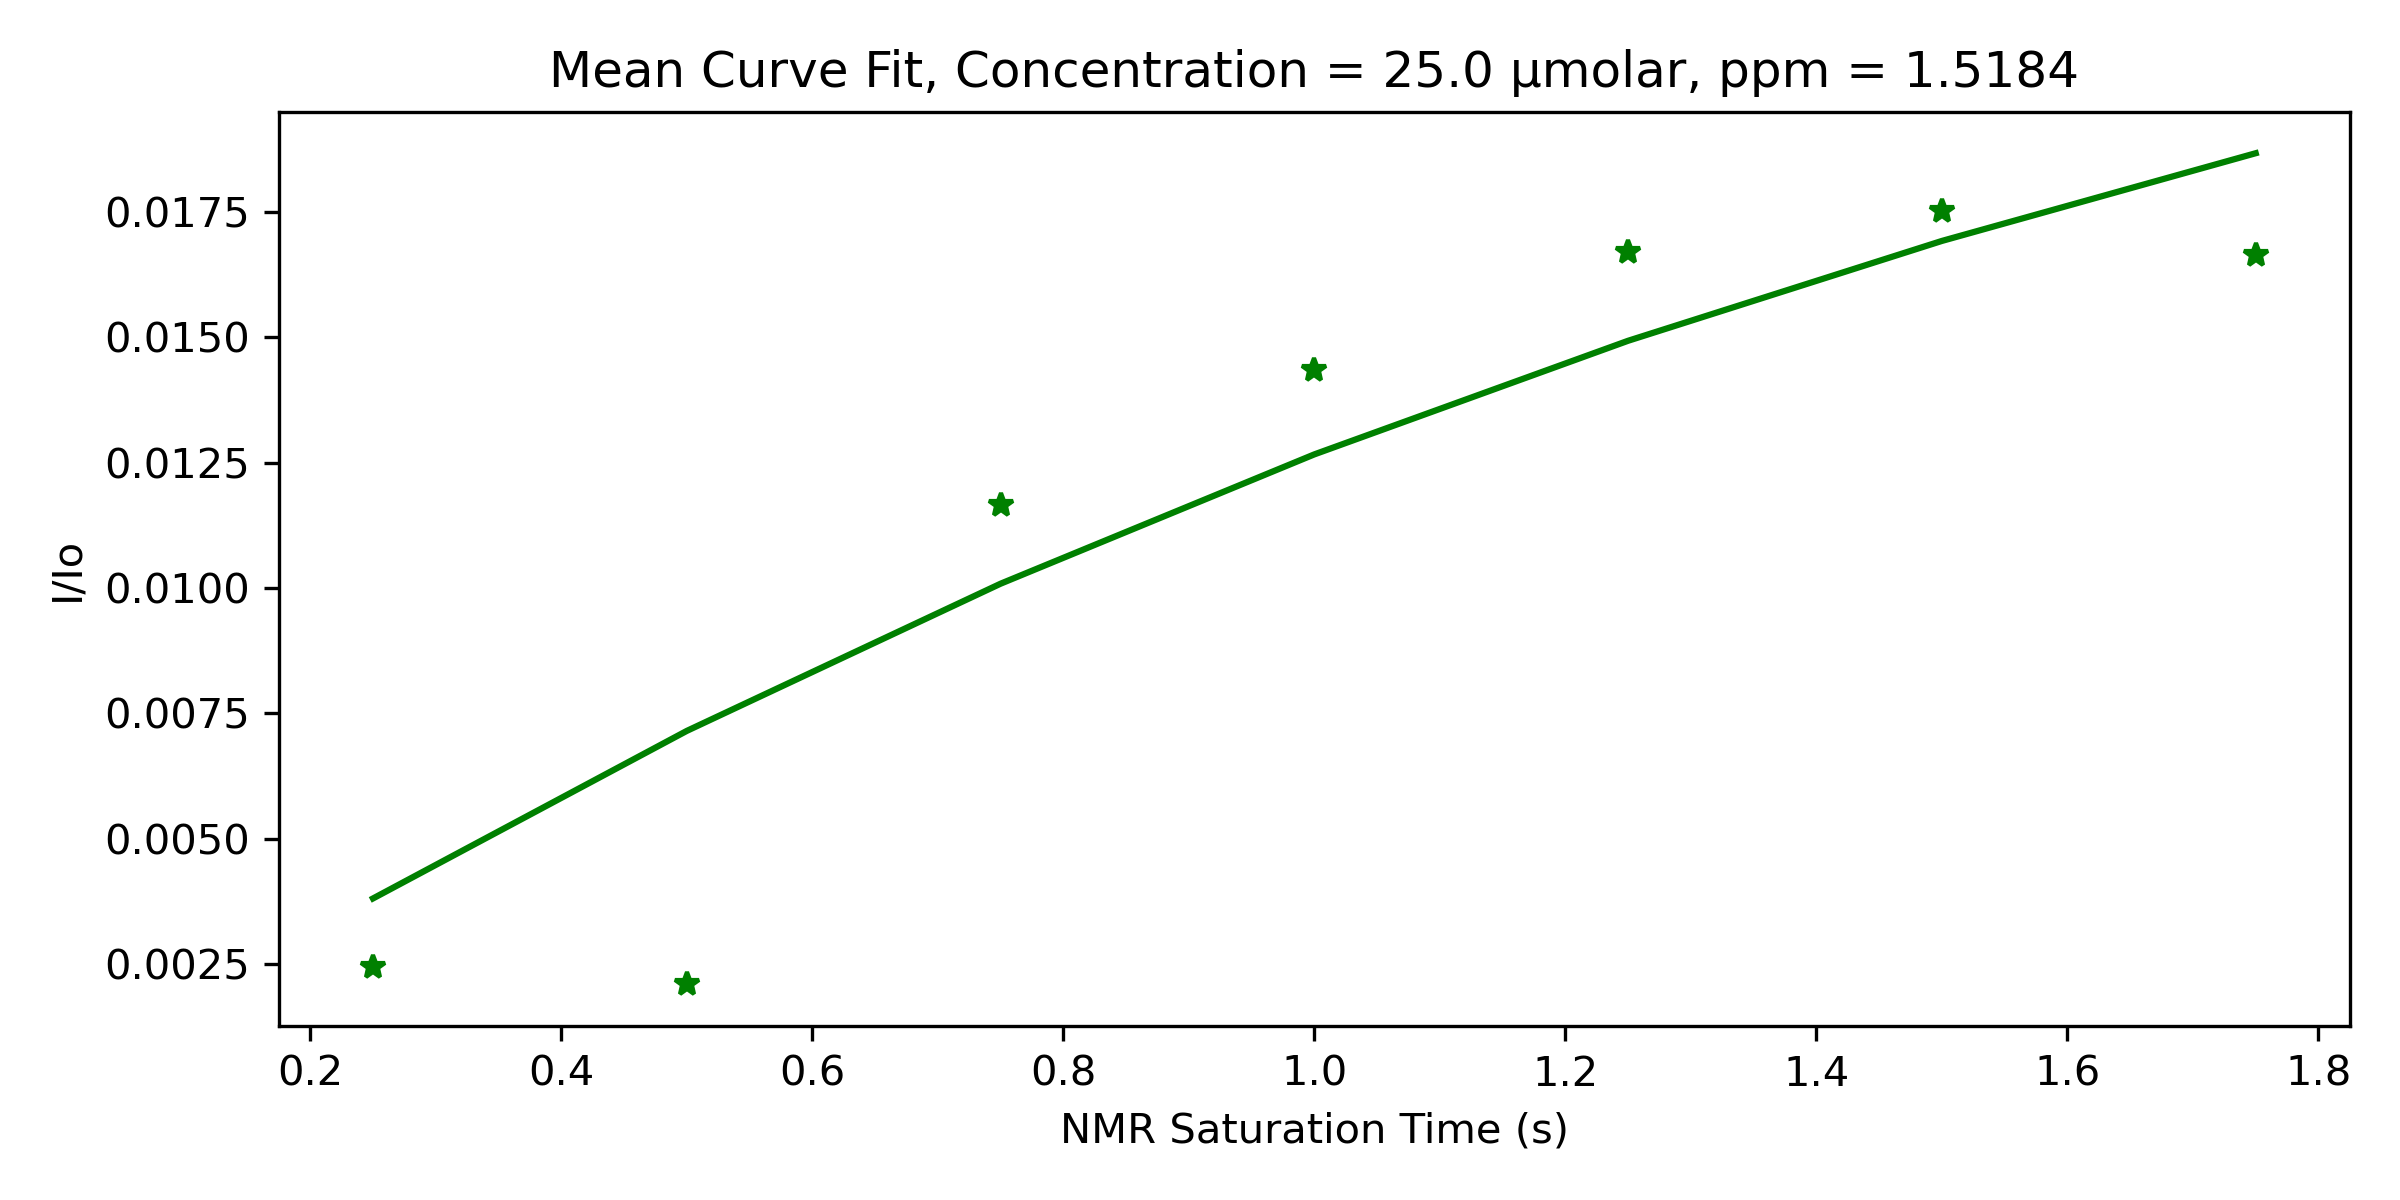 Mean Curve Fit, Concentration = 25.0 µmolar, ppm = 1.5184
0.0175
0.0150
0.0125
0.0100
0.0075
0.0050
0.0025
I/Io
0.2 0.4 0.6 0.8 1.0 1.2 1.4 1.6 1.8
NMR Saturation Time (s)